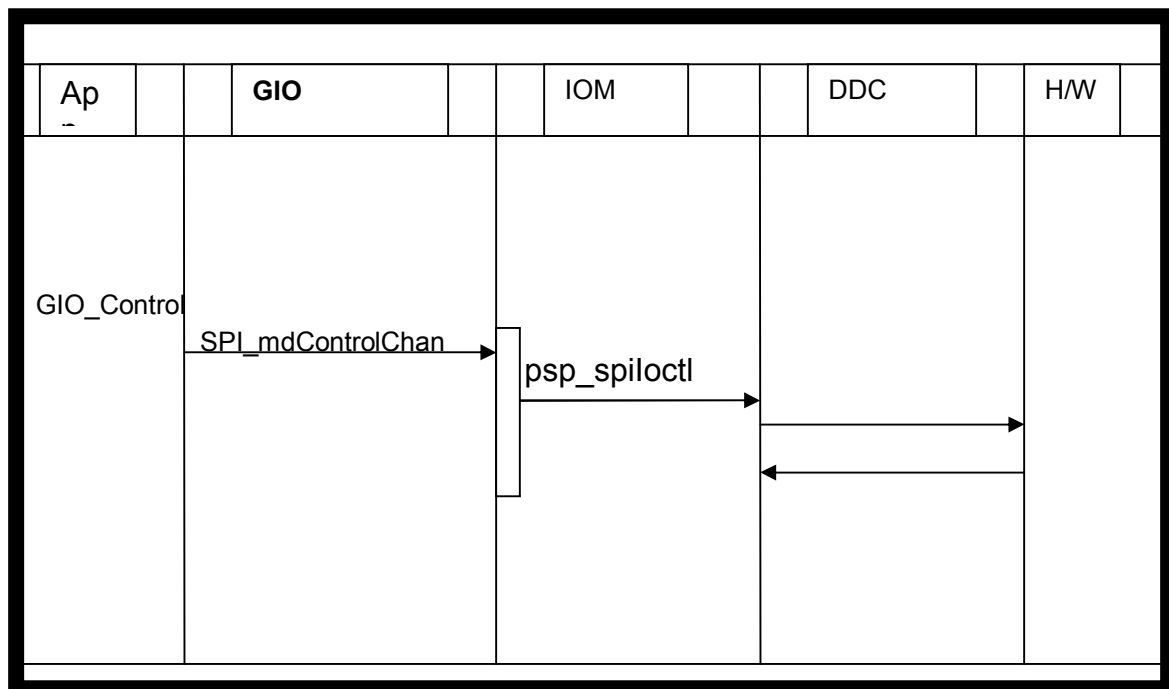 Ap
GIO
IOM
DDC
H/W
GIO_Control
SPI_mdControlChan
psp_spiIoctl